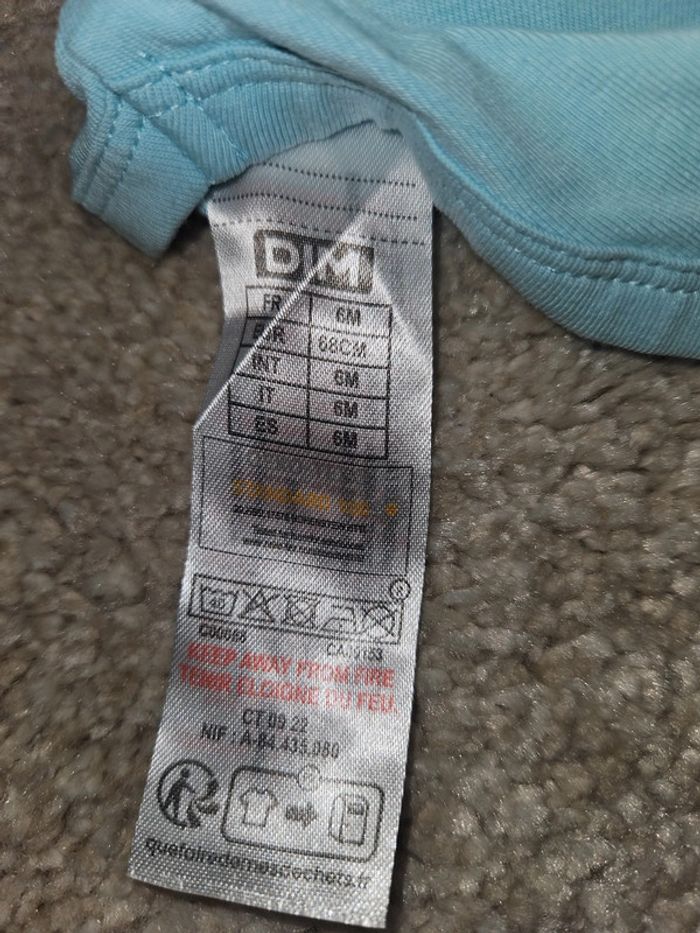 DIM
FR 6M
EUR 68CM
INT 6M
IT 6M
ES 6M
STANDARD 100
CA09153
KEEP AWAY FROM FIRE
TENIR ELOIGNE DU FEU.
CT 09 22
NIF : A-84.435.080
quefairedemesdechets.fr